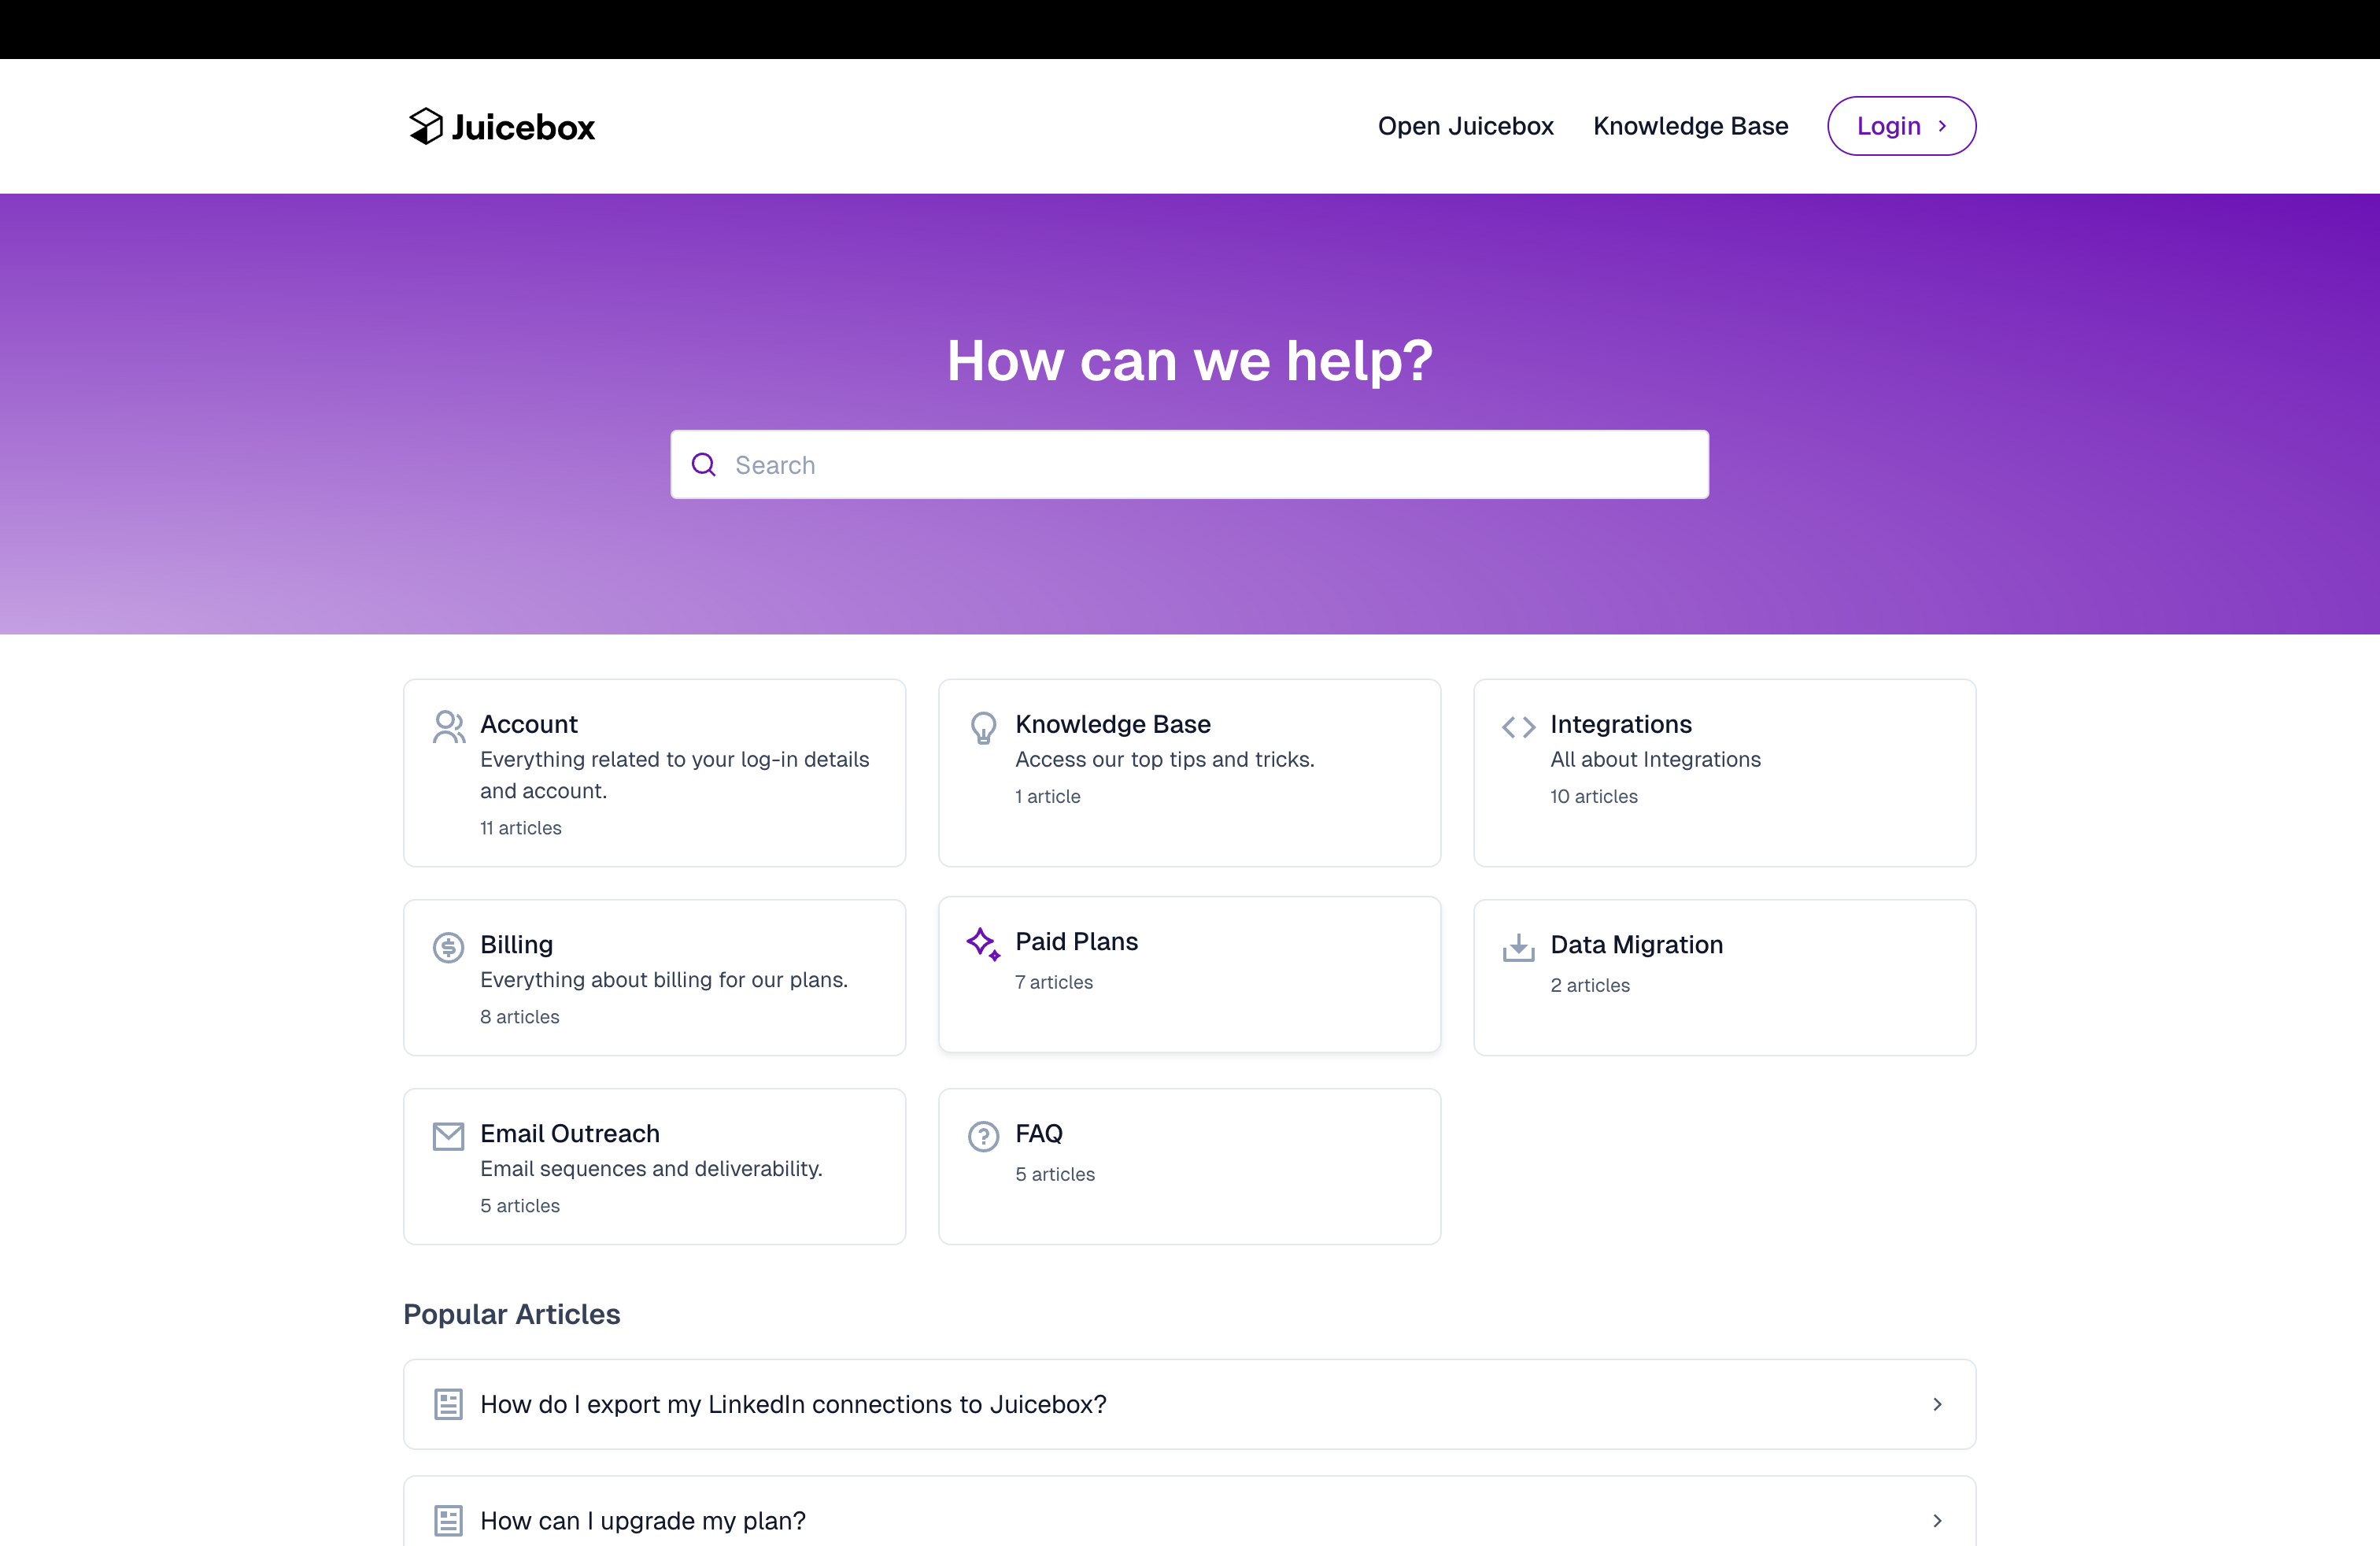 Juicebox
Open Juicebox
Knowledge Base
Login
How can we help?
Search
Account
Everything related to your log-in details
and account.
11 articles
Knowledge Base
Access our top tips and tricks.
1 article
Integrations
All about Integrations
10 articles
Billing
Everything about billing for our plans.
8 articles
Paid Plans
7 articles
Data Migration
2 articles
Email Outreach
Email sequences and deliverability.
5 articles
FAQ
5 articles
Popular Articles
How do I export my LinkedIn connections to Juicebox?
How can I upgrade my plan?